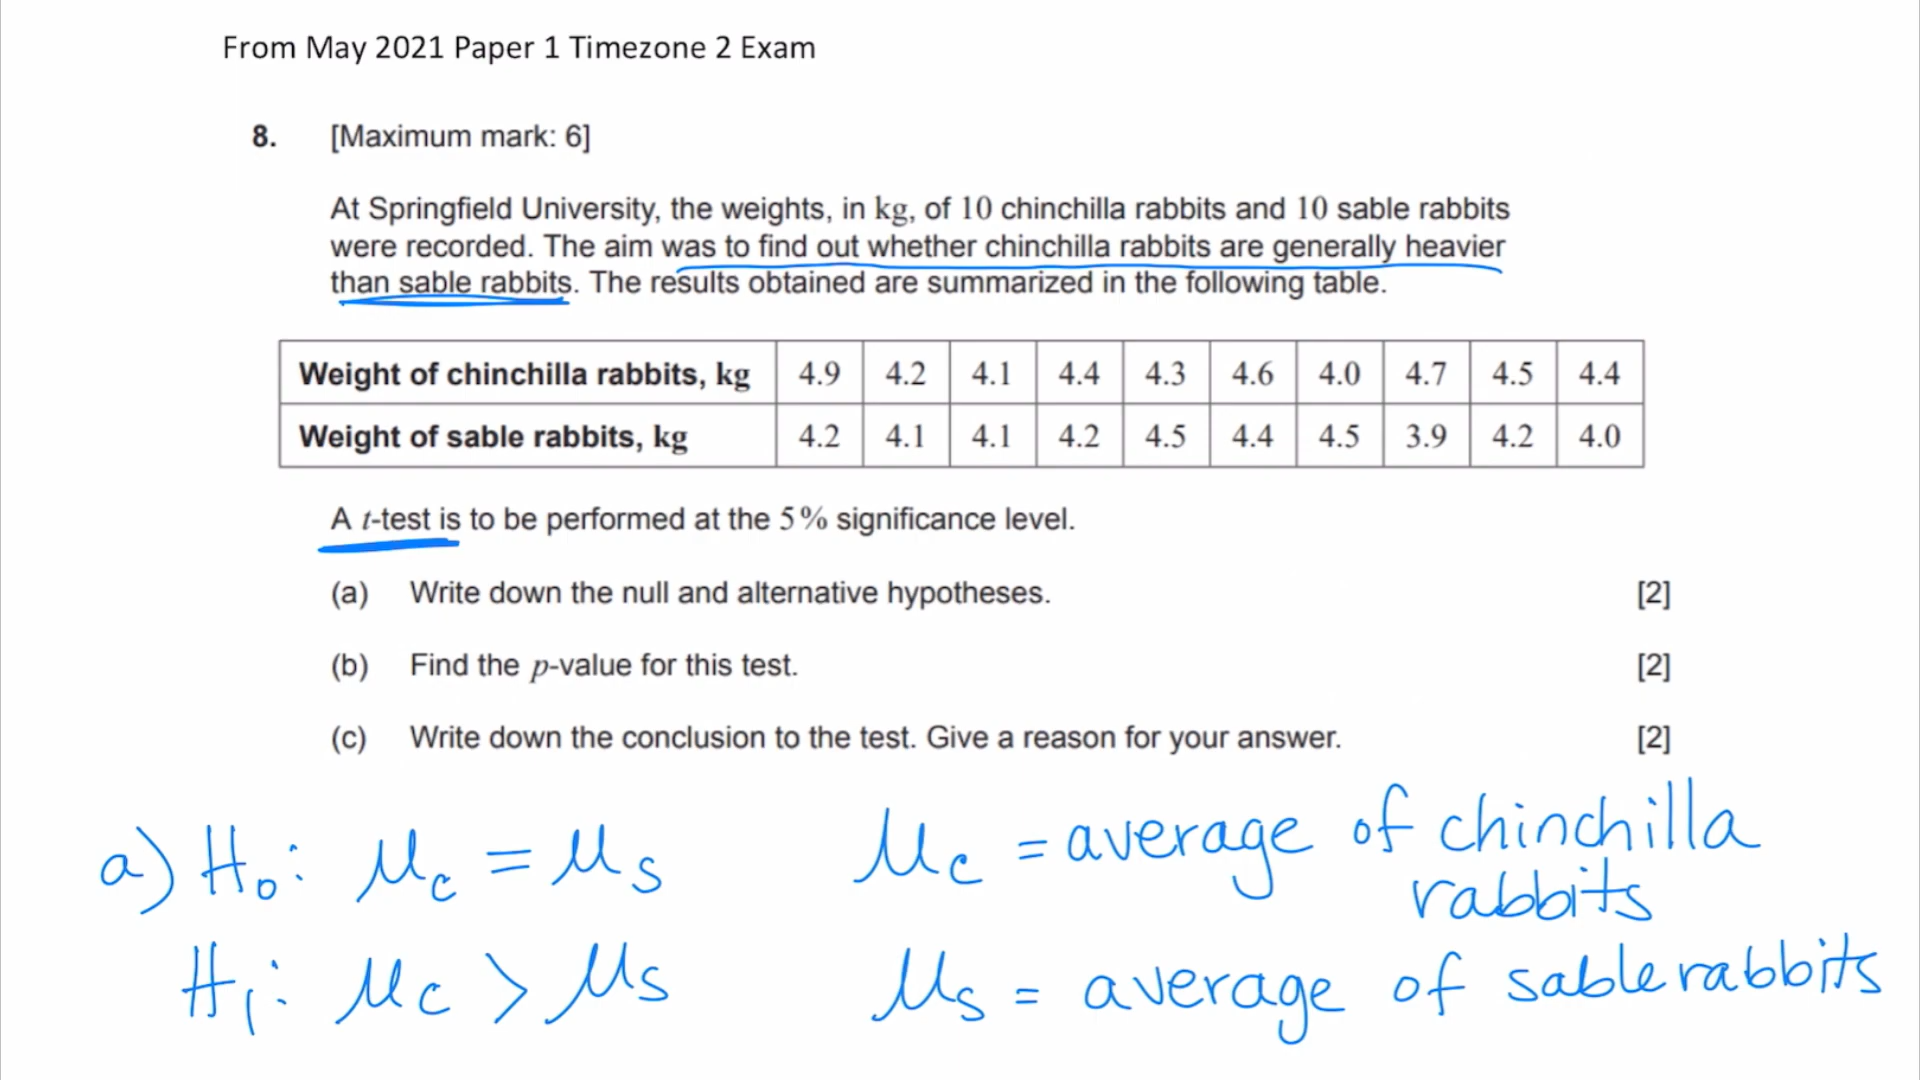 From May 2021 Paper 1 Timezone 2 Exam
8. [Maximum mark: 6]
At Springfield University, the weights, in kg, of 10 chinchilla rabbits and 10 sable rabbits
were recorded. The aim was to find out whether chinchilla rabbits are generally heavier
than sable rabbits. The results obtained are summarized in the following table.
Weight of chinchilla rabbits, kg 4.9 4.2 4.1 4.4 4.3 4.6 4.0 4.7 4.5 4.4
Weight of sable rabbits, kg 4.2 4.1 4.1 4.2 4.5 4.4 4.5 3.9 4.2 4.0
A t-test is to be performed at the 5% significance level.
(a) Write down the null and alternative hypotheses. [2]
(b) Find the p-value for this test. [2]
(c) Write down the conclusion to the test. Give a reason for your answer. [2]
a) H₀: μc = μs
H₁: μc > μs
μc = average of chinchilla
rabbits
μs = average of sable rabbits